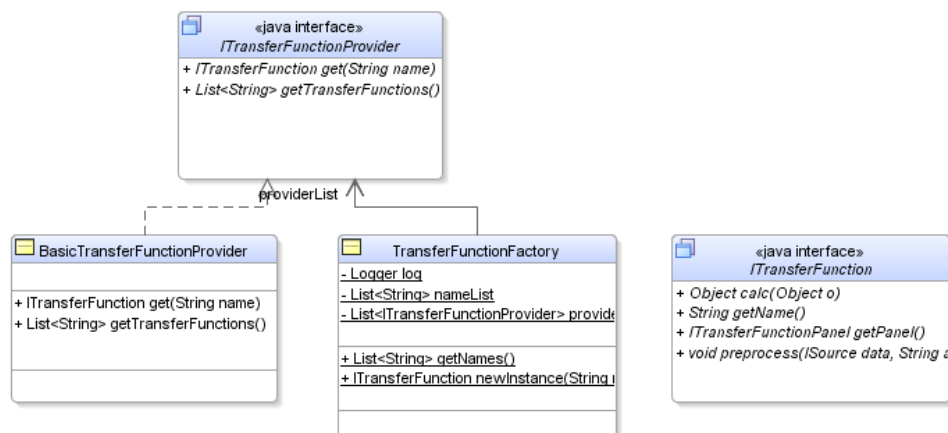 «java interface»
ITransferFunctionProvider
+ ITransferFunction get(String name)
+ List<String> getTransferFunctions()
providerList
BasicTransferFunctionProvider
+ ITransferFunction get(String name)
+ List<String> getTransferFunctions()
TransferFunctionFactory
- Logger log
- List<String> nameList
- List<ITransferFunctionProvider> provide
+ List<String> getNames()
+ ITransferFunction newInstance(String
«java interface»
ITransferFunction
+ Object calc(Object o)
+ String getName()
+ ITransferFunctionPanel getPanel()
+ void preprocess(ISource data, String a